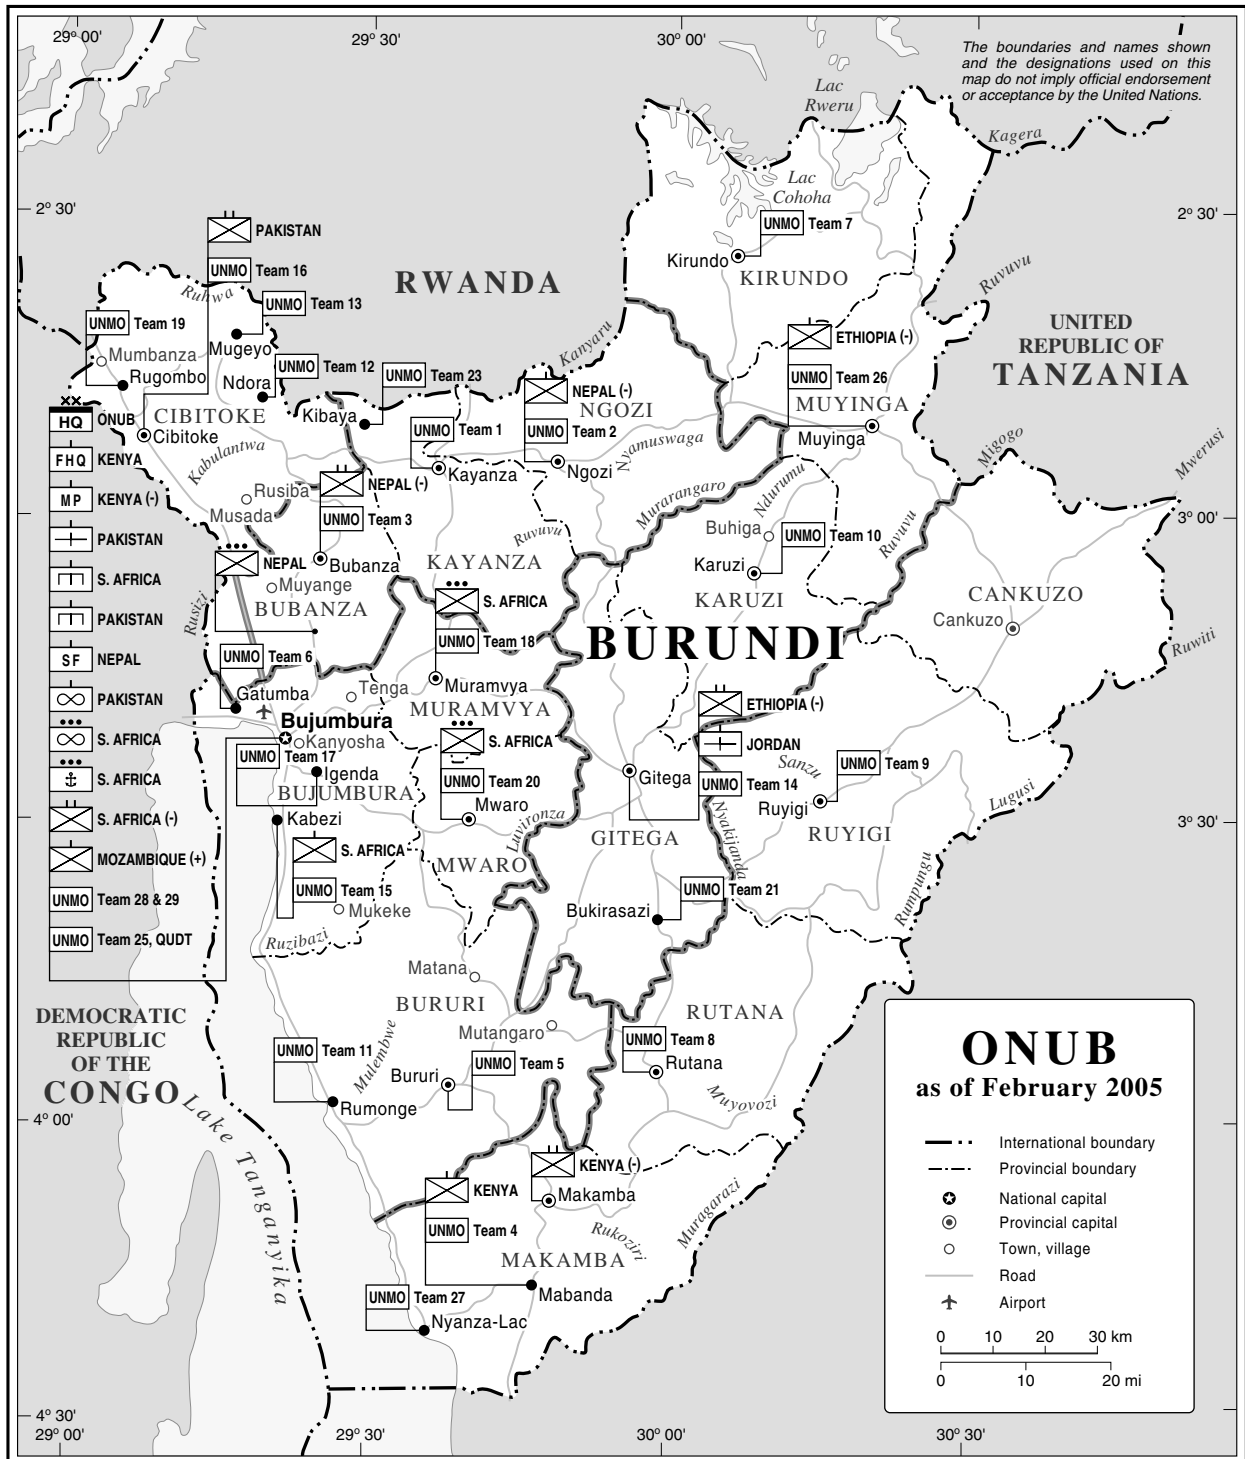 29° 00'
29° 30'
30° 00'
The boundaries and names shown
and the designations used on this
map do not imply official endorsement
or acceptance by the United Nations.
Lac
Rweru
Kagera
Lac
Cohoha
2° 30'
2° 30'
PAKISTAN
UNMO Team 7
Kirundo
KIRUNDO
RWANDA
UNMO Team 16
Ruhwa
UNMO Team 13
Ruvuvu
UNMO Team 19
Mugeyo
Mumbanza
Rugombo
Kanyaru
ETHIOPIA (-)
UNITED
REPUBLIC OF
TANZANIA
UNMO Team 12
Ndora
UNMO Team 23
UNMO Team 26
NEPAL (-)
NGOZI
MUYINGA
CIBITOKE
Kibaya
Cibitoke
UNMO Team 1
UNMO Team 2
Muyinga
HQ ONUB
FHQ KENYA
MP KENYA (-)
PAKISTAN
S. AFRICA
PAKISTAN
SF NEPAL
PAKISTAN
S. AFRICA
S. AFRICA
S. AFRICA (-)
MOZAMBIQUE (+)
UNMO Team 28 & 29
UNMO Team 25, QUDT
Kabulantwa
Kayanza
Ngozi
Nyamuswaga
Migogo
Mwerusi
Rusiba
NEPAL (-)
Murarangaro
Ndurumu
Musada
UNMO Team 3
Ruvuvu
Buhiga
UNMO Team 10
Ruvuvu
3° 00'
NEPAL
Bubanza
KAYANZA
Karuzi
KARUZI
Muyange
BUBANZA
S. AFRICA
CANKUZO
Cankuzo
Rusizi
BURUNDI
UNMO Team 18
Ruwiti
UNMO Team 6
Gatumba
Tenga
Muramvya
MURAMVYA
ETHIOPIA (-)
Bujumbura
Kanyosha
S. AFRICA
JORDAN
UNMO Team 17
Igenda
BUJUMBURA
UNMO Team 20
Gitega
UNMO Team 14
Sanzu
UNMO Team 9
Ruyigi
Lugusi
Mwaro
Kabezi
Luvironza
GITEGA
Nyakijanda
RUYIGI
3° 30'
S. AFRICA
MWARO
UNMO Team 15
UNMO Team 21
Rumpungu
Mukeke
Bukirasazi
Ruzibazi
Matana
BURURI
RUTANA
DEMOCRATIC
REPUBLIC
OF THE
CONGO
Mutangaro
UNMO Team 8
Rutana
UNMO Team 11
Mulembwe
UNMO Team 5
Bururi
Rumonge
Muyovozi
4° 00'
Lake Tanganyika
KENYA (-)
KENYA
Makamba
UNMO Team 4
Rukoziri
Muragarazi
MAKAMBA
Mabanda
UNMO Team 27
Nyanza-Lac
ONUB
as of February 2005
International boundary
Provincial boundary
National capital
Provincial capital
Town, village
Road
Airport
0 10 20 30 km
0 10 20 mi
4° 30'
29° 00'
29° 30'
30° 00'
30° 30'